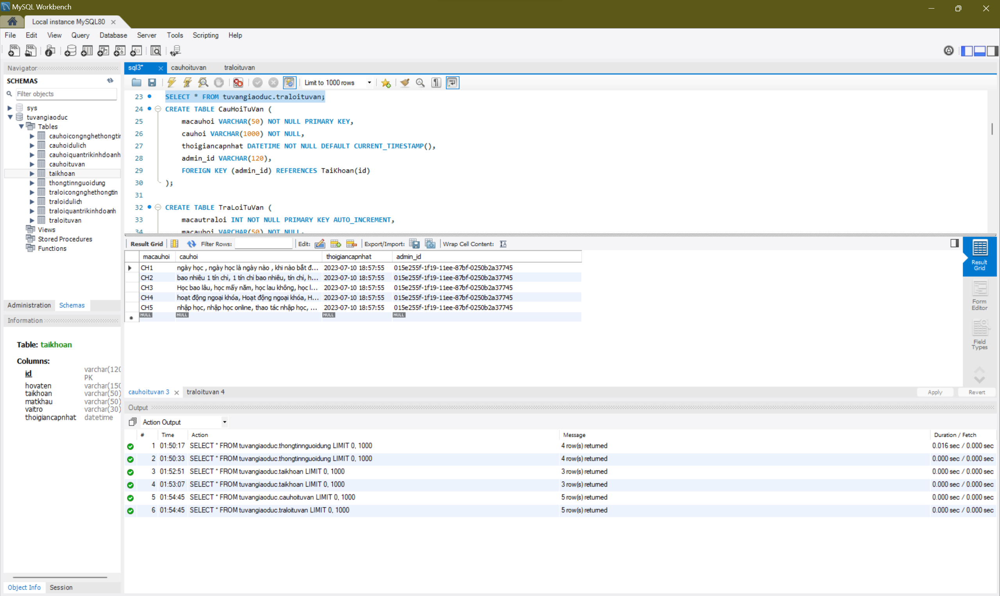 MySQL Workbench
Local instance MySQL80
File Edit View Query Database Server Tools Scripting Help
Navigator
SCHEMAS
Filter objects
sys
tuvangiaoduc
Tables
cauhoicongnghethongtin
cauhoidulich
cauhoiquantrikinhdoanh
cauhoituvan
taikhoan
thongtinnguoidung
traloicongnghethongtin
traloidulich
traloiquantrikinhdoanh
traloituvan
Views
Stored Procedures
Functions
Administration Schemas
Information
Table: taikhoan
Columns:
id varchar(120
PK
hovaten varchar(150
taikhoan varchar(50)
matkhau varchar(50)
vaitro varchar(30)
thoigiancapnhat datetime
Object Info Session
sql3* cauhoituvan traloituvan
Limit to 1000 rows
23 SELECT * FROM tuvangiaoduc.traloituvan;
24 CREATE TABLE CauHoiTuVan (
25 macauhoi VARCHAR(50) NOT NULL PRIMARY KEY,
26 cauhoi VARCHAR(1000) NOT NULL,
27 thoigiancapnhat DATETIME NOT NULL DEFAULT CURRENT_TIMESTAMP(),
28 admin_id VARCHAR(120),
29 FOREIGN KEY (admin_id) REFERENCES TaiKhoan(id)
30 );
31
32 CREATE TABLE TraLoiTuVan (
33 macautraloi INT NOT NULL PRIMARY KEY AUTO_INCREMENT,
34 macauhoi VARCHAR(50) NOT NULL,
Result Grid Filter Rows: Edit: Export/Import: Wrap Cell Content:
macauhoi cauhoi thoigiancapnhat admin_id
CH1 ngày học , ngày học là ngày nào , khi nào bắt đ... 2023-07-10 18:57:55 015e255f-1f19-11ee-87bf-0250b2a37745
CH2 bao nhiêu 1 tín chi, 1 tín chi bao nhiêu, tín chi, h... 2023-07-10 18:57:55 015e255f-1f19-11ee-87bf-0250b2a37745
CH3 Học bao lâu, học mấy năm, học lau không, học l... 2023-07-10 18:57:55 015e255f-1f19-11ee-87bf-0250b2a37745
CH4 hoạt động ngoại khóa, Hoạt động ngoại khóa, H... 2023-07-10 18:57:55 015e255f-1f19-11ee-87bf-0250b2a37745
CH5 nhập học, nhập học online, thao tác nhập học, ... 2023-07-10 18:57:55 015e255f-1f19-11ee-87bf-0250b2a37745
NULL NULL NULL NULL
Result
Grid
Form
Editor
Field
Types
cauhoituvan 3 traloituvan 4
Apply Revert
Output
Action Output
# Time Action Message Duration / Fetch
1 01:50:17 SELECT * FROM tuvangiaoduc.thongtinnguoidung LIMIT 0, 1000 4 row(s) returned 0.016 sec / 0.000 sec
2 01:50:33 SELECT * FROM tuvangiaoduc.thongtinnguoidung LIMIT 0, 1000 4 row(s) returned 0.000 sec / 0.000 sec
3 01:52:51 SELECT * FROM tuvangiaoduc.taikhoan LIMIT 0, 1000 3 row(s) returned 0.000 sec / 0.000 sec
4 01:53:07 SELECT * FROM tuvangiaoduc.taikhoan LIMIT 0, 1000 3 row(s) returned 0.000 sec / 0.000 sec
5 01:54:45 SELECT * FROM tuvangiaoduc.cauhoituvan LIMIT 0, 1000 5 row(s) returned 0.000 sec / 0.000 sec
6 01:54:45 SELECT * FROM tuvangiaoduc.traloituvan LIMIT 0, 1000 5 row(s) returned 0.000 sec / 0.000 sec